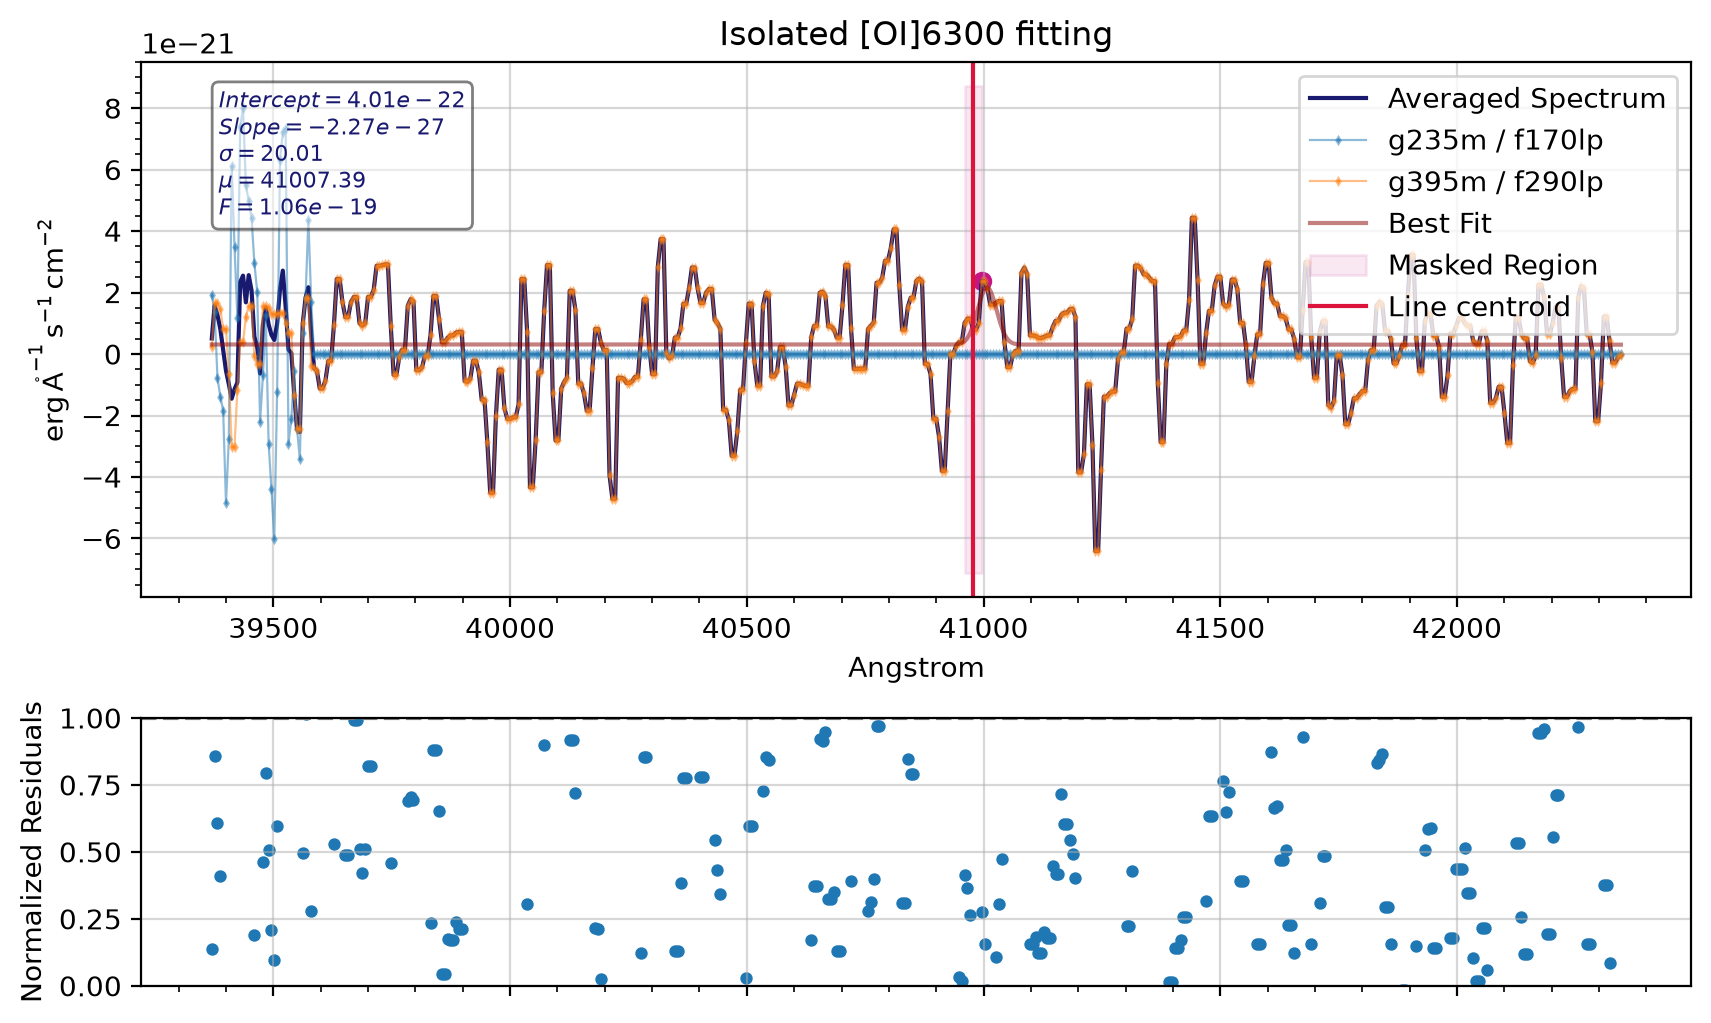 Isolated [OI]6300 fitting
1e−21
Intercept = 4.01e − 22
Slope = −2.27e − 27
σ = 20.01
μ = 41007.39
F = 1.06e − 19
Averaged Spectrum
g235m / f170lp
g395m / f290lp
Best Fit
Masked Region
Line centroid
8
6
4
2
0
−2
−4
−6
erg Å⁻¹ s⁻¹ cm⁻²
39500 40000 40500 41000 41500 42000
Angstrom
1.00
0.75
0.50
0.25
0.00
Normalized Residuals